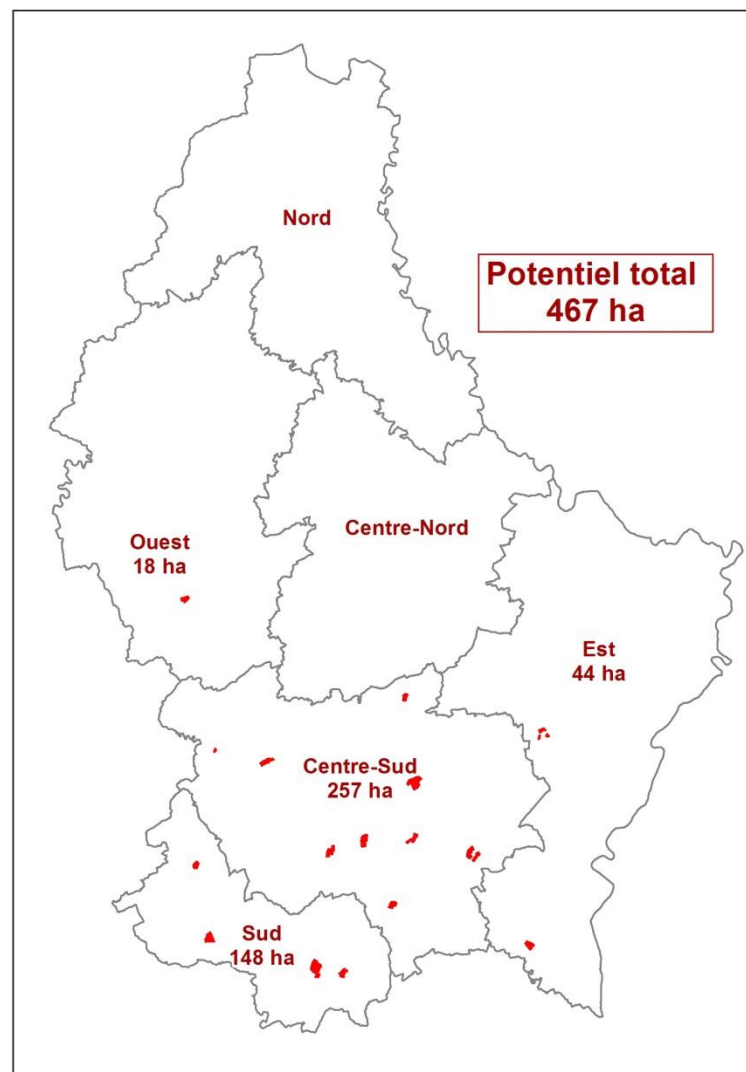 Nord
Potentiel total
467 ha
Centre-Nord
Ouest
18 ha
Est
44 ha
Centre-Sud
257 ha
Sud
148 ha